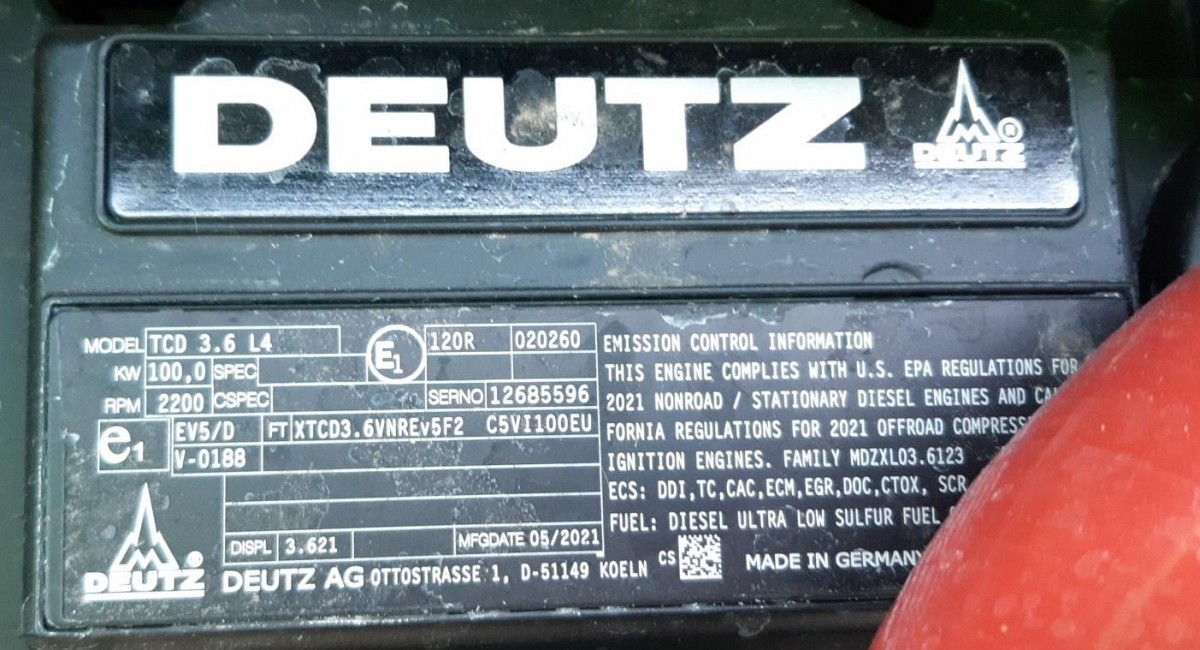 DEUTZ
DEUTZ ®
MODEL TCD 3.6 L4 E1 120R 020260
KW 100,0 SPEC
RPM 2200 CSPEC SERNO 12685596
e1 EV5/D FT XTCD3.6VNREv5F2 C5VI100EU
V-0188
DISPL 3.621 MFGDATE 05/2021
DEUTZ ®
DEUTZ AG OTTOSTRASSE 1, D-51149 KOELN
EMISSION CONTROL INFORMATION
THIS ENGINE COMPLIES WITH U.S. EPA REGULATIONS FOR
2021 NONROAD / STATIONARY DIESEL ENGINES AND
FORNIA REGULATIONS FOR 2021 OFFROAD
IGNITION ENGINES. FAMILY MDZXL03.6123
ECS: DDI,TC,CAC,ECM,EGR,DOC,CTOX, SCR
FUEL: DIESEL ULTRA LOW SULFUR FUEL
CS MADE IN GERMANY